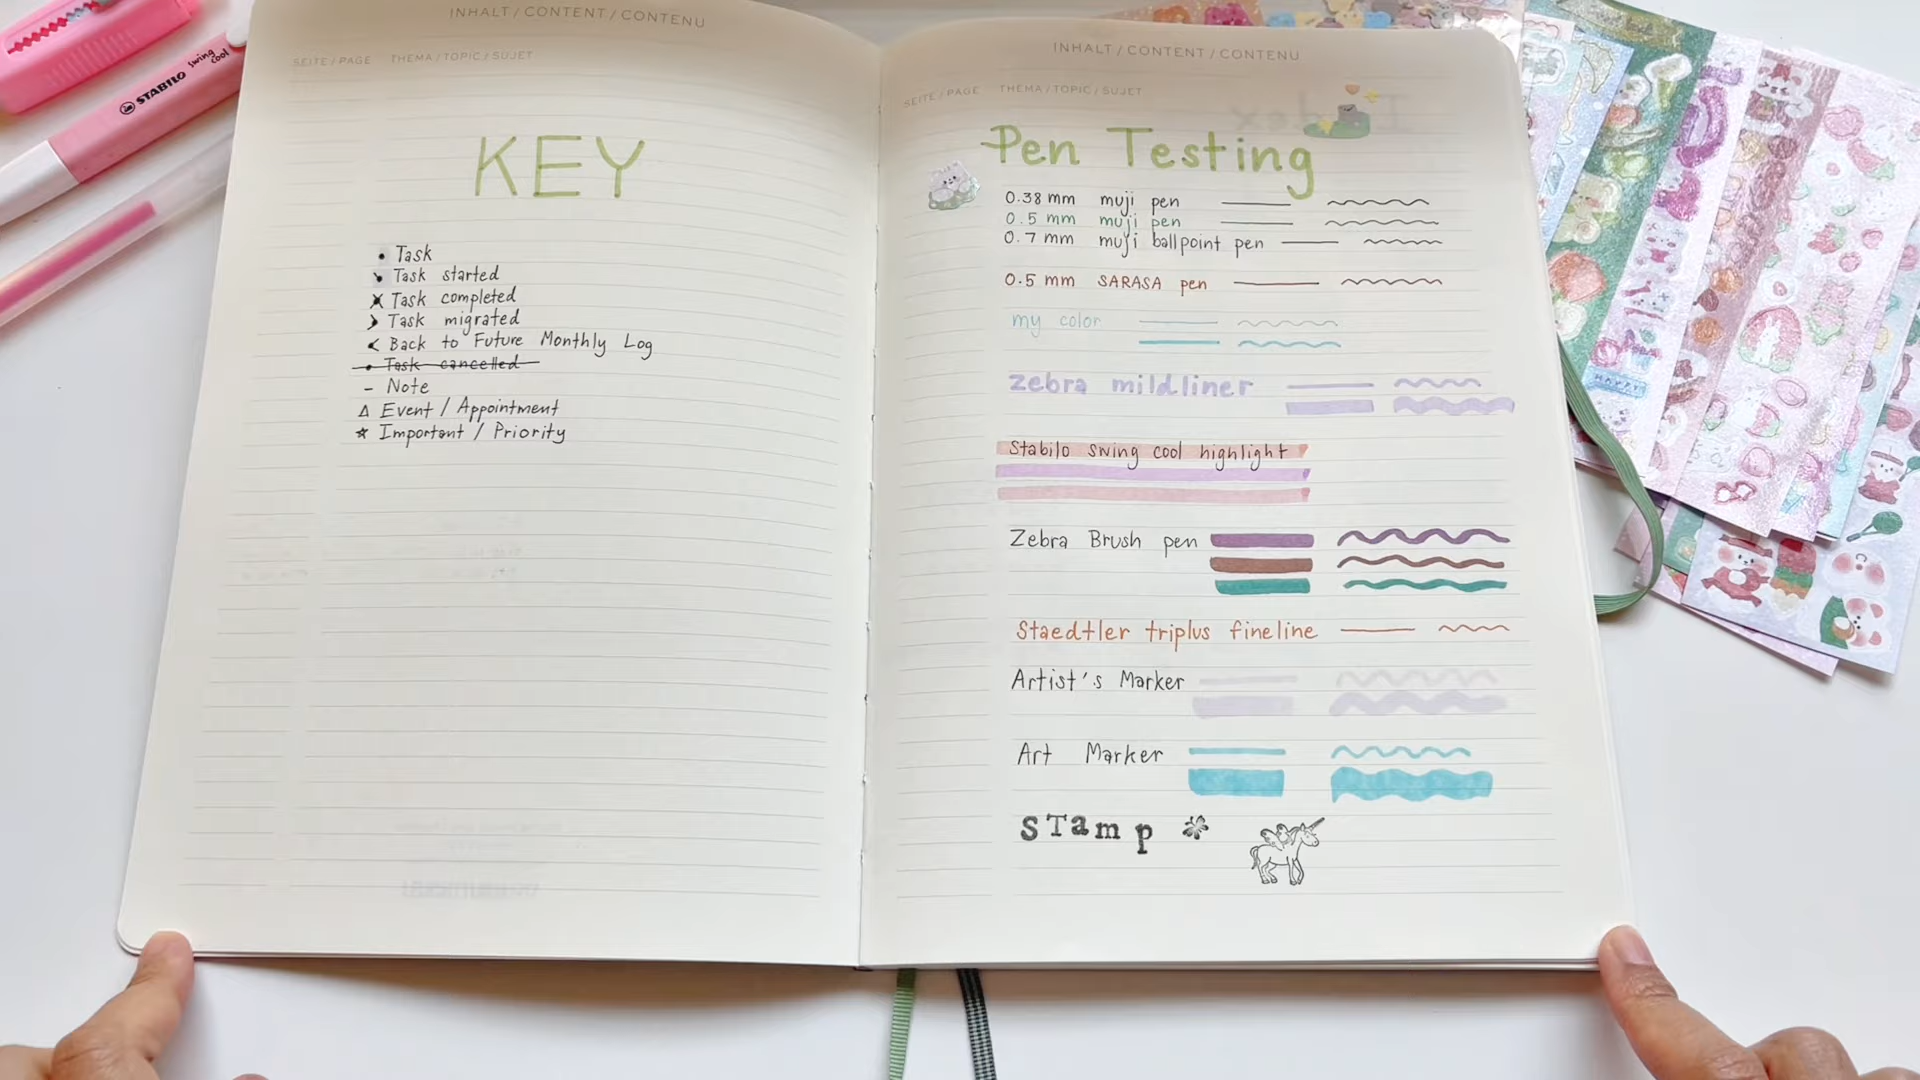 STABILO swing cool
INHALT / CONTENT / CONTENU
SEITE / PAGE THEMA / TOPIC / SUJET
KEY
• Task
Task started
X Task completed
> Task migrated
< Back to Future Monthly Log
• Task cancelled
– Note
△ Event / Appointment
☆ Important / Priority
INHALT / CONTENT / CONTENU
SEITE / PAGE THEMA / TOPIC / SUJET
Pen Testing
0.38 mm muji pen
0.5 mm muji pen
0.7 mm muji ballpoint pen
0.5 mm SARASA pen
my color
zebra mildliner
Stabilo swing cool highlight
Zebra Brush pen
Staedtler triplus fineline
Artist's Marker
Art Marker
STamp